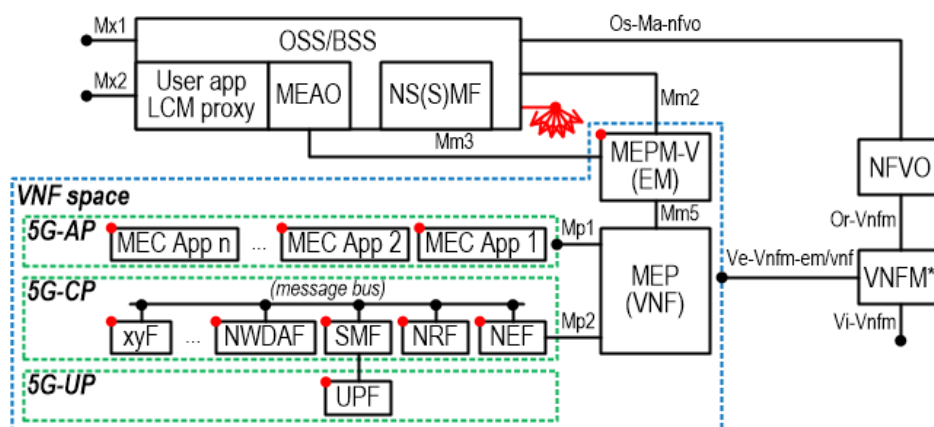 Mx1
Os-Ma-nfvo
OSS/BSS
Mx2
User app
LCM proxy
MEAO
NS(S)MF
Mm2
Mm3
MEPM-V
(EM)
NFVO
VNF space
Mm5
Or-Vnfm
5G-AP
MEC App n
...
MEC App 2
MEC App 1
Mp1
MEP
(VNF)
Ve-Vnfm-em/vnf
VNFM*
5G-CP
(message bus)
xyF
...
NWDAF
SMF
NRF
NEF
Mp2
Vi-Vnfm
5G-UP
UPF